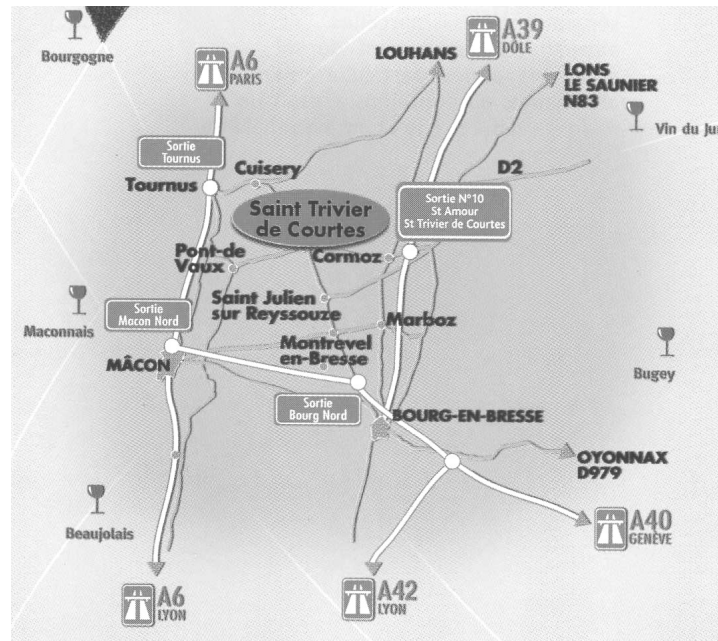 Bourgogne
A6
PARIS
LOUHANS
A39
DÔLE
LONS
LE SAUNIER
N83
Vin du Jur
Sortie
Tournus
Tournus
Cuisery
D2
Saint Trivier
de Courtes
Sortie N°10
St Amour
St Trivier de Courtes
Pont-de
Vaux
Cormoz
Saint Julien
sur Reyssouze
Maconnais
Sortie
Macon Nord
Marboz
Montrevel
en-Bresse
MÂCON
Bugey
Sortie
Bourg Nord
BOURG-EN-BRESSE
OYONNAX
D979
Beaujolais
A40
GENÈVE
A6
LYON
A42
LYON